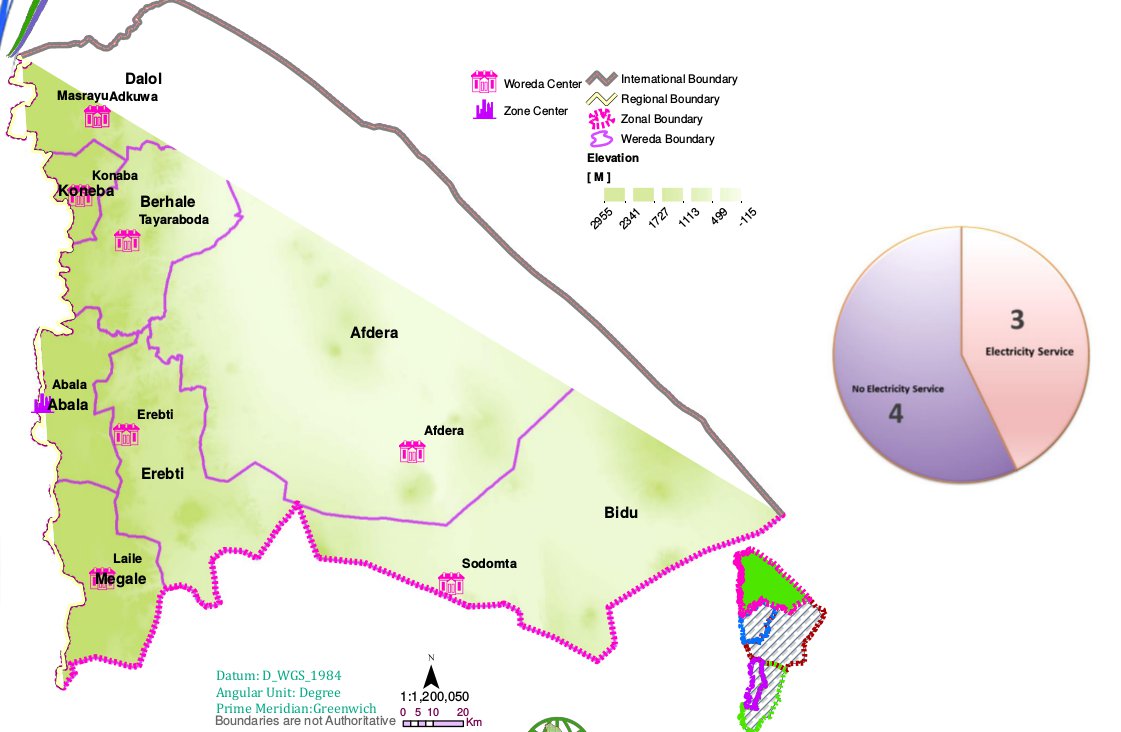 Dalol
MasrayuAdkuwa
Konaba
Koneba
Berhale
Tayaraboda
Afdera
Abala
Abala
Erebti
Erebti
Afdera
Bidu
Laile
Megale
Sodomta
Woreda Center
Zone Center
International Boundary
Regional Boundary
Zonal Boundary
Wereda Boundary
Elevation
[ M ]
2955
2341
1727
1113
499
-115
3
Electricity Service
No Electricity Service
4
Datum: D_WGS_1984
Angular Unit: Degree
Prime Meridian:Greenwich
Boundaries are not Authoritative
N
1:1,200,050
0 5 10 20
Km